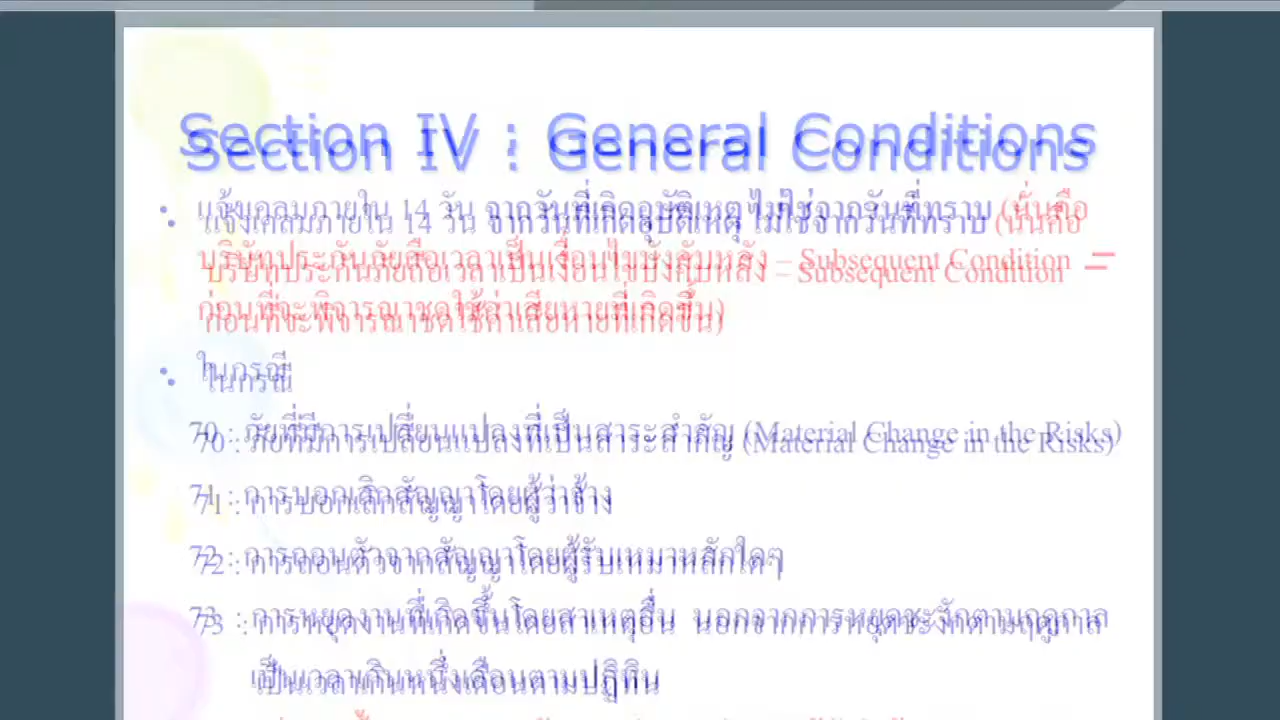 Section IV : General Conditions
• แจ้งเคลมภายใน 14 วัน จากวันที่เกิดอุบัติเหตุ ไม่ใช่จากวันที่ทราบ (นั่นคือ
บริษัทประกันภัยถือเวลาเป็นเงื่อนไขบังคับหลัง – Subsequent Condition
ก่อนที่จะพิจารณาชดใช้ค่าเสียหายที่เกิดขึ้น)
• ในกรณี
70 : ภัยที่มีการเปลี่ยนแปลงที่เป็นสาระสำคัญ (Material Change in the Risks)
71 : การบอกเลิกสัญญาโดยผู้ว่าจ้าง
72 : การถอนตัวจากสัญญาโดยผู้รับเหมาหลักใดๆ
73 : การหยุดงานที่เกิดขึ้นโดยสาเหตุอื่น นอกจากการหยุดชะงักตามฤดูกาล
เป็นเวลาเกินหนึ่งเดือนตามปฏิทิน